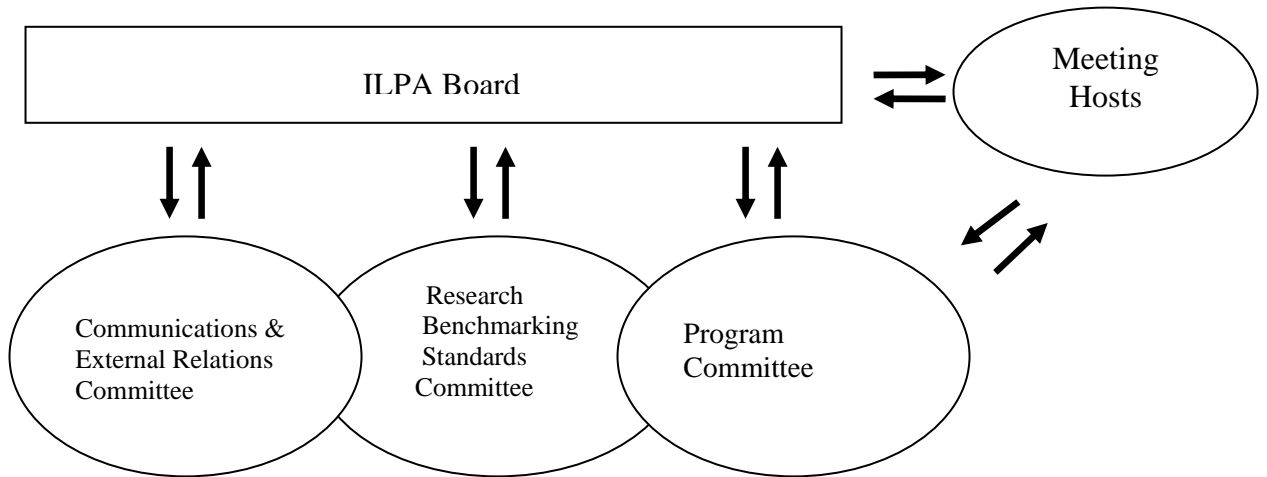 ILPA Board
Meeting
Hosts
Communications &
External Relations
Committee
Research
Benchmarking
Standards
Committee
Program
Committee